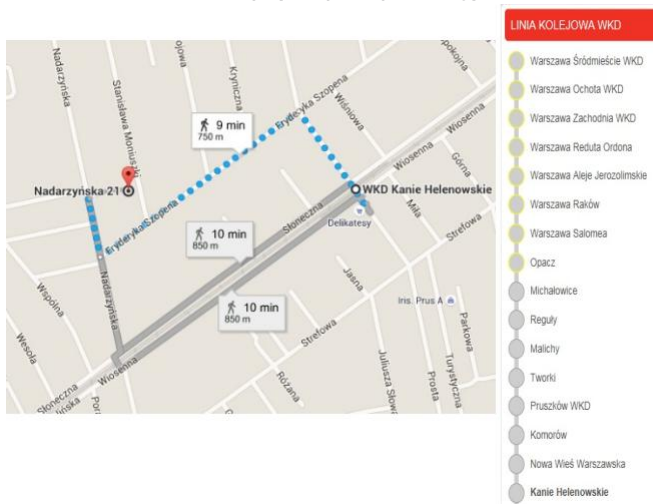 LINIA KOLEJOWA WKD
Warszawa Śródmieście WKD
Warszawa Ochota WKD
Warszawa Zachodnia WKD
Warszawa Reduta Ordona
Warszawa Aleje Jerozolimskie
Warszawa Raków
Warszawa Salomea
Opacz
Michałowice
Reguły
Malichy
Tworki
Pruszków WKD
Komorów
Nowa Wieś Warszawska
Kanie Helenowskie
Nadarzyńska
Stanisława Moniuszki
ojowa
Kryniczna
Fryderyka Szopena
Wiśniowa
okojna
Wiosenna
9 min
750 m
Nadarzyńska 21
WKD Kanie Helenowskie
Wiosenna
Górna
Miła
Słoneczna
Delikatesy
Strefowa
Fryderyka Szopena
10 min
850 m
Nadarzyńska
Jasna
10 min
850 m
Iris. Prus A
Wspólna
Strefowa
Parkowa
Wesoła
Wiosenna
Słoneczna
Różana
Juliusza Słowa
Prosta
Turystyczna